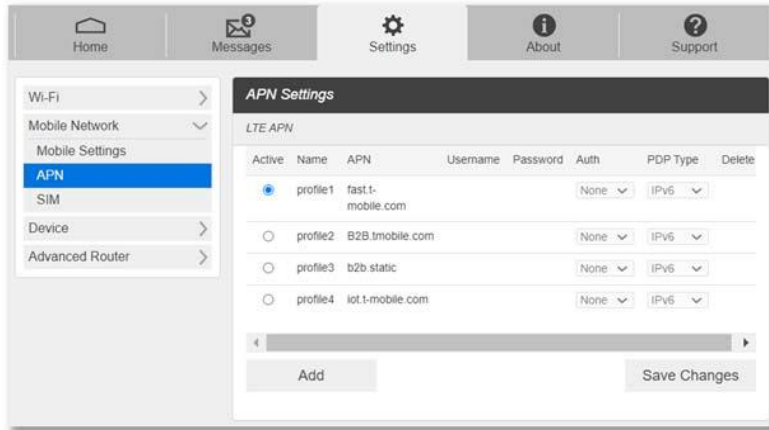 3
Home Messages Settings About Support
Wi-Fi
Mobile Network
Mobile Settings
APN
SIM
Device
Advanced Router
APN Settings
LTE APN
Active Name APN Username Password Auth PDP Type Delete
profile1 fast.t- None IPv6
mobile.com
profile2 B2B.tmobile.com None IPv6
profile3 b2b.static None IPv6
profile4 iot.t-mobile.com None IPv6
Add Save Changes